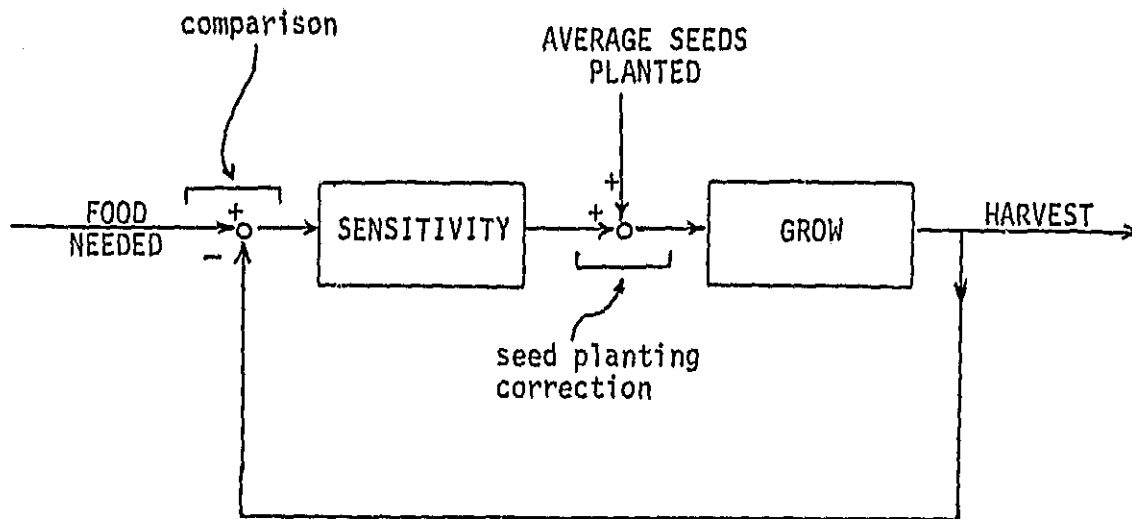 comparison
AVERAGE SEEDS
PLANTED
+
FOOD
NEEDED
+
-
SENSITIVITY
+
GROW
HARVEST
seed planting
correction